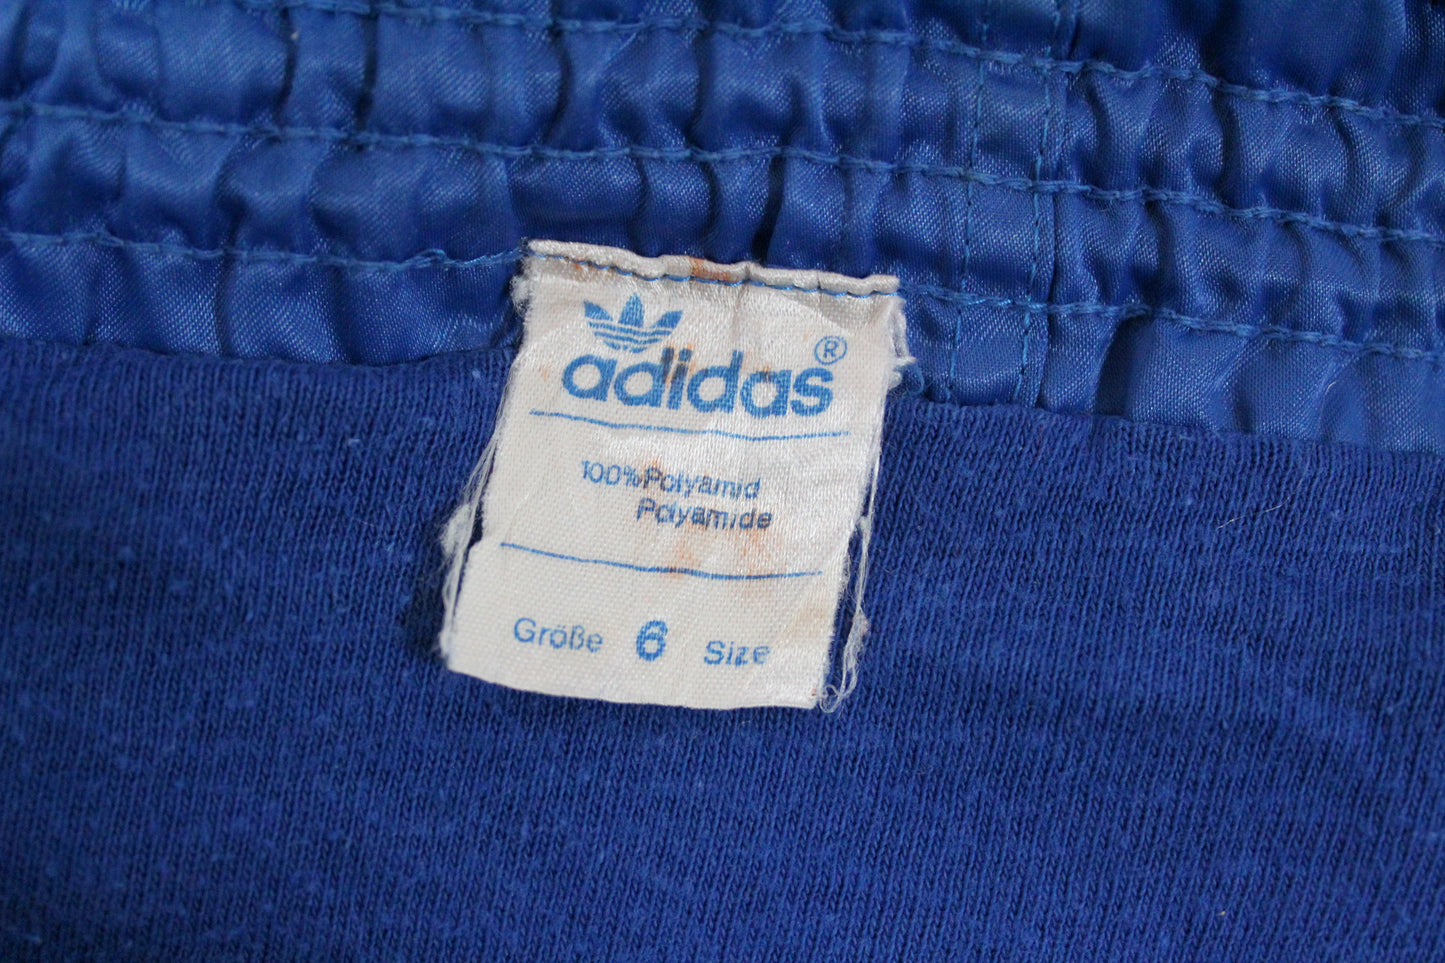 adidas®
100%Polyamid
Polyamide
Größe 6 Size